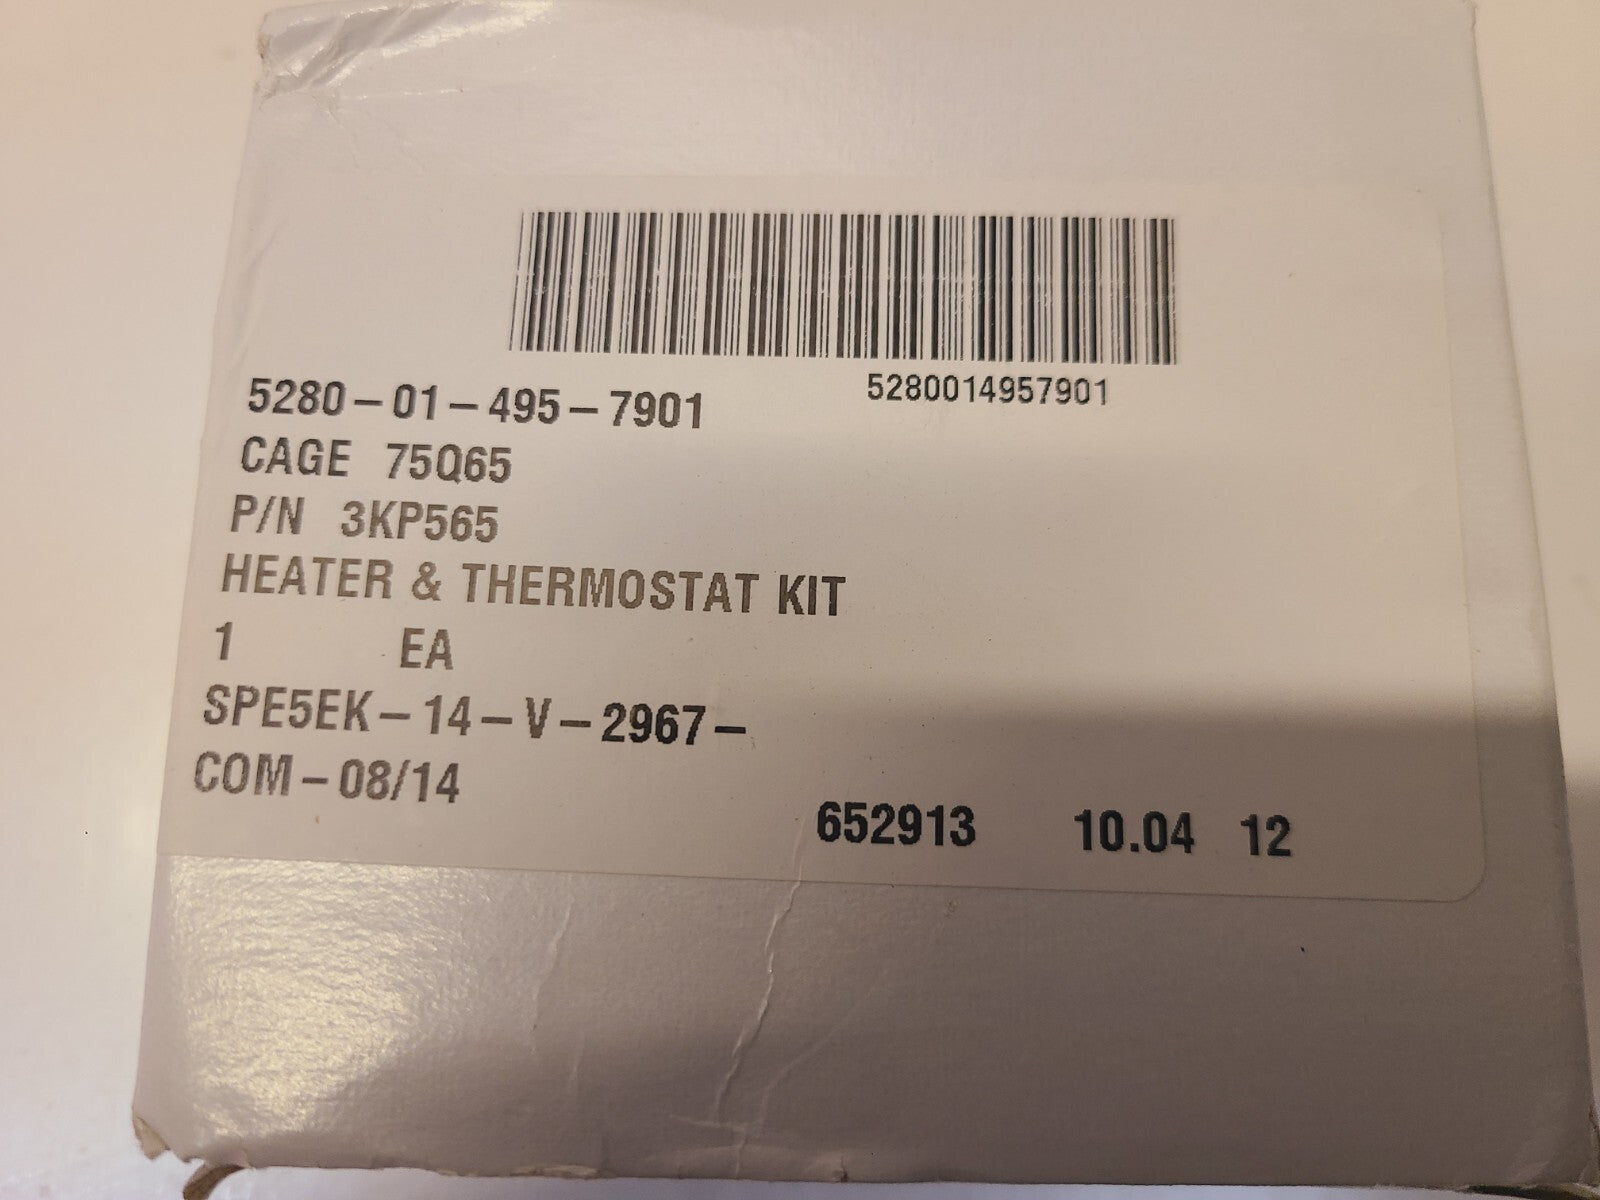 5280014957901
5280-01-495-7901
CAGE 75Q65
P/N 3KP565
HEATER & THERMOSTAT KIT
1 EA
SPE5EK-14-V-2967-
COM-08/14
652913 10.04 12